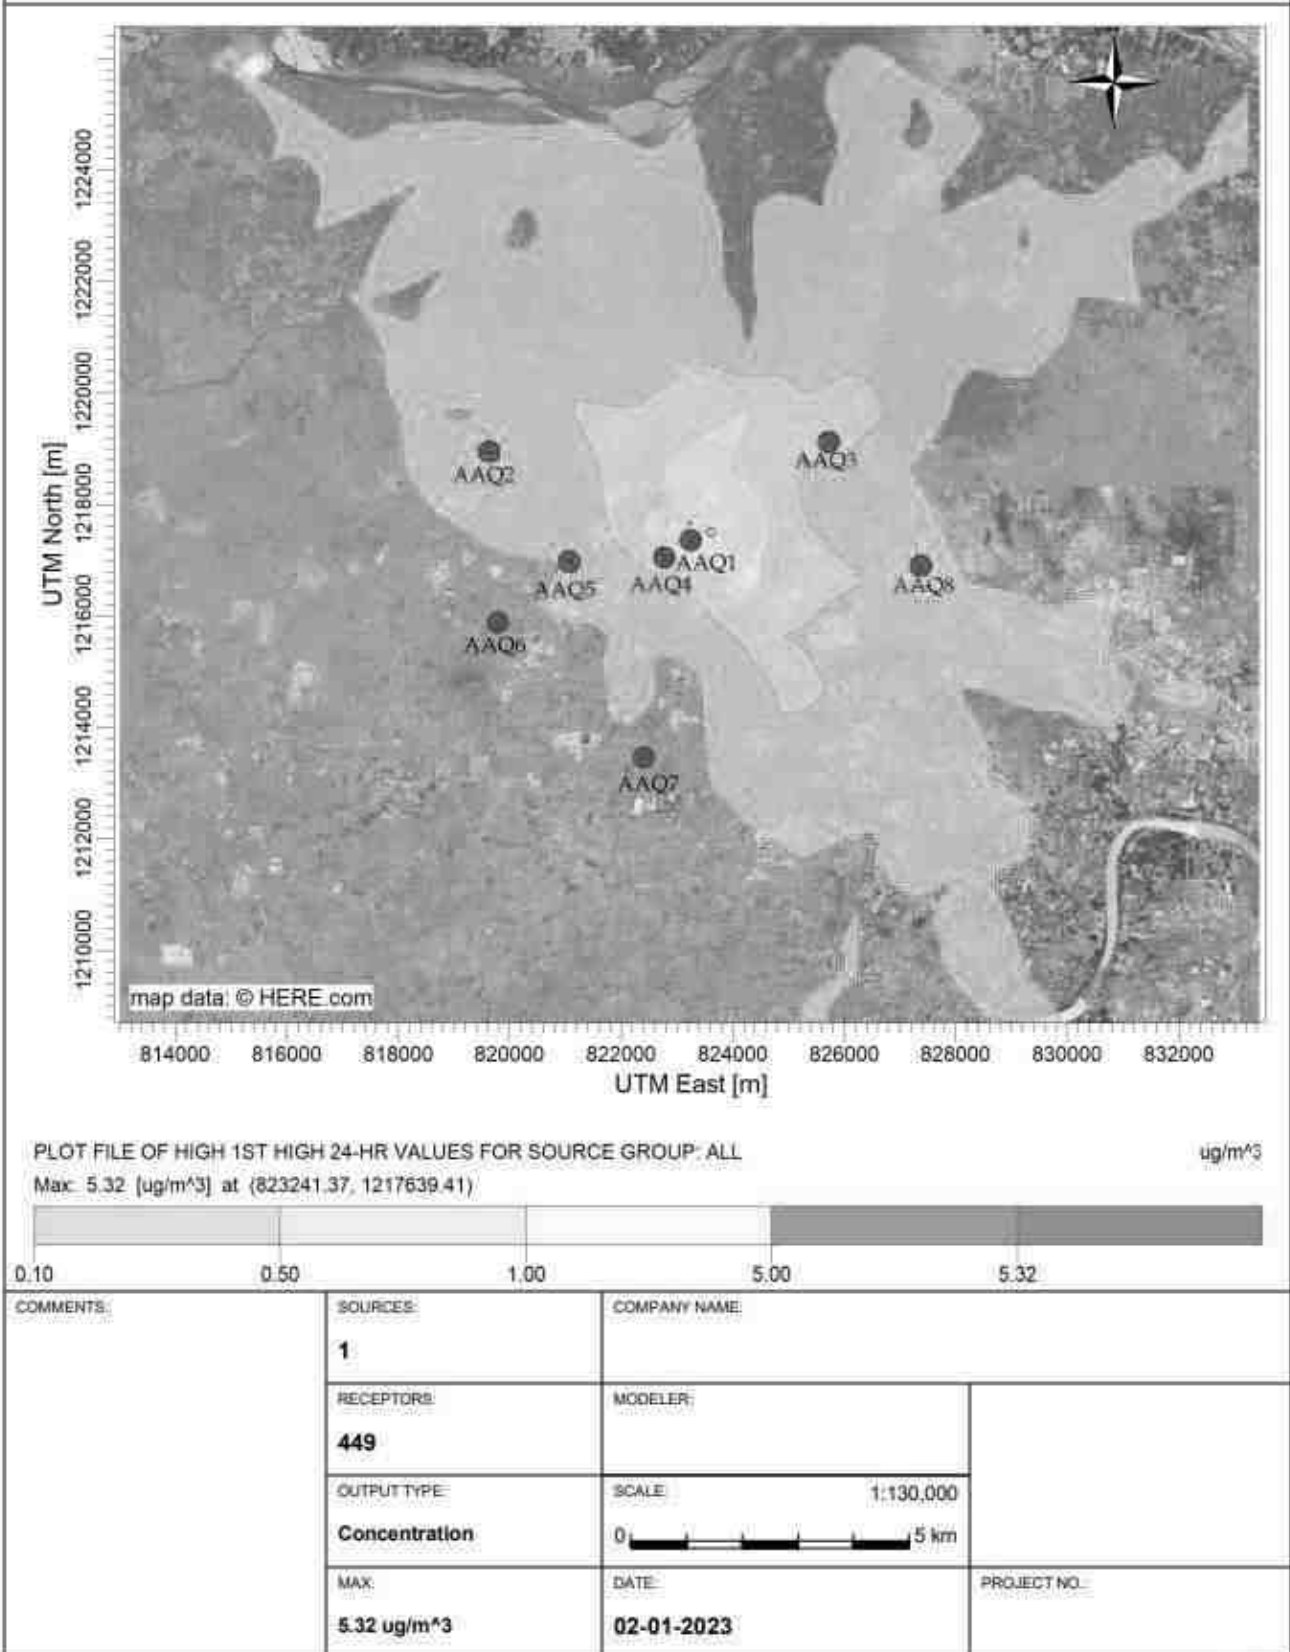 1224000
1222000
1220000
1218000
1216000
1214000
1212000
1210000
UTM North [m]
AAQ2
AAQ3
AAQ1
AAQ4
AAQ5
AAQ8
AAQ6
AAQ7
map data: © HERE.com
814000 816000 818000 820000 822000 824000 826000 828000 830000 832000
UTM East [m]
PLOT FILE OF HIGH 1ST HIGH 24-HR VALUES FOR SOURCE GROUP: ALL ug/m^3
Max: 5.32 [ug/m^3] at (823241.37, 1217639.41)
0.10 0.50 1.00 5.00 5.32
COMMENTS:
SOURCES:
1
COMPANY NAME:
RECEPTORS:
449
MODELER:
OUTPUT TYPE:
Concentration
SCALE: 1:130,000
0 5 km
MAX:
5.32 ug/m^3
DATE:
02-01-2023
PROJECT NO.: